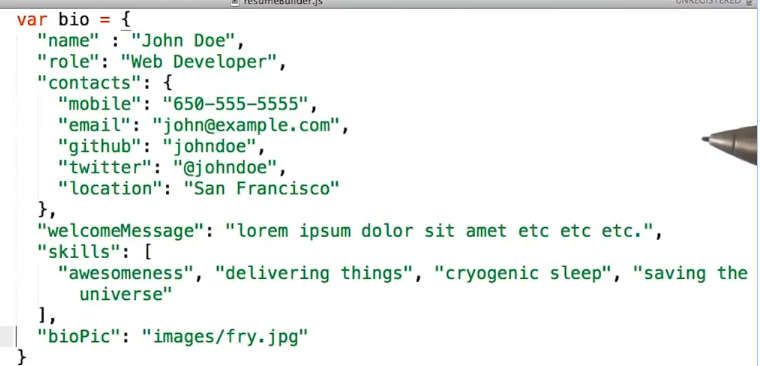 resumeBuilder.js
UNREGISTERED
var bio = {
"name" : "John Doe",
"role": "Web Developer",
"contacts": {
"mobile": "650-555-5555",
"email": "john@example.com",
"github": "johndoe",
"twitter": "@johndoe",
"location": "San Francisco"
},
"welcomeMessage": "lorem ipsum dolor sit amet etc etc etc.",
"skills": [
"awesomeness", "delivering things", "cryogenic sleep", "saving the
universe"
],
"bioPic": "images/fry.jpg"
}